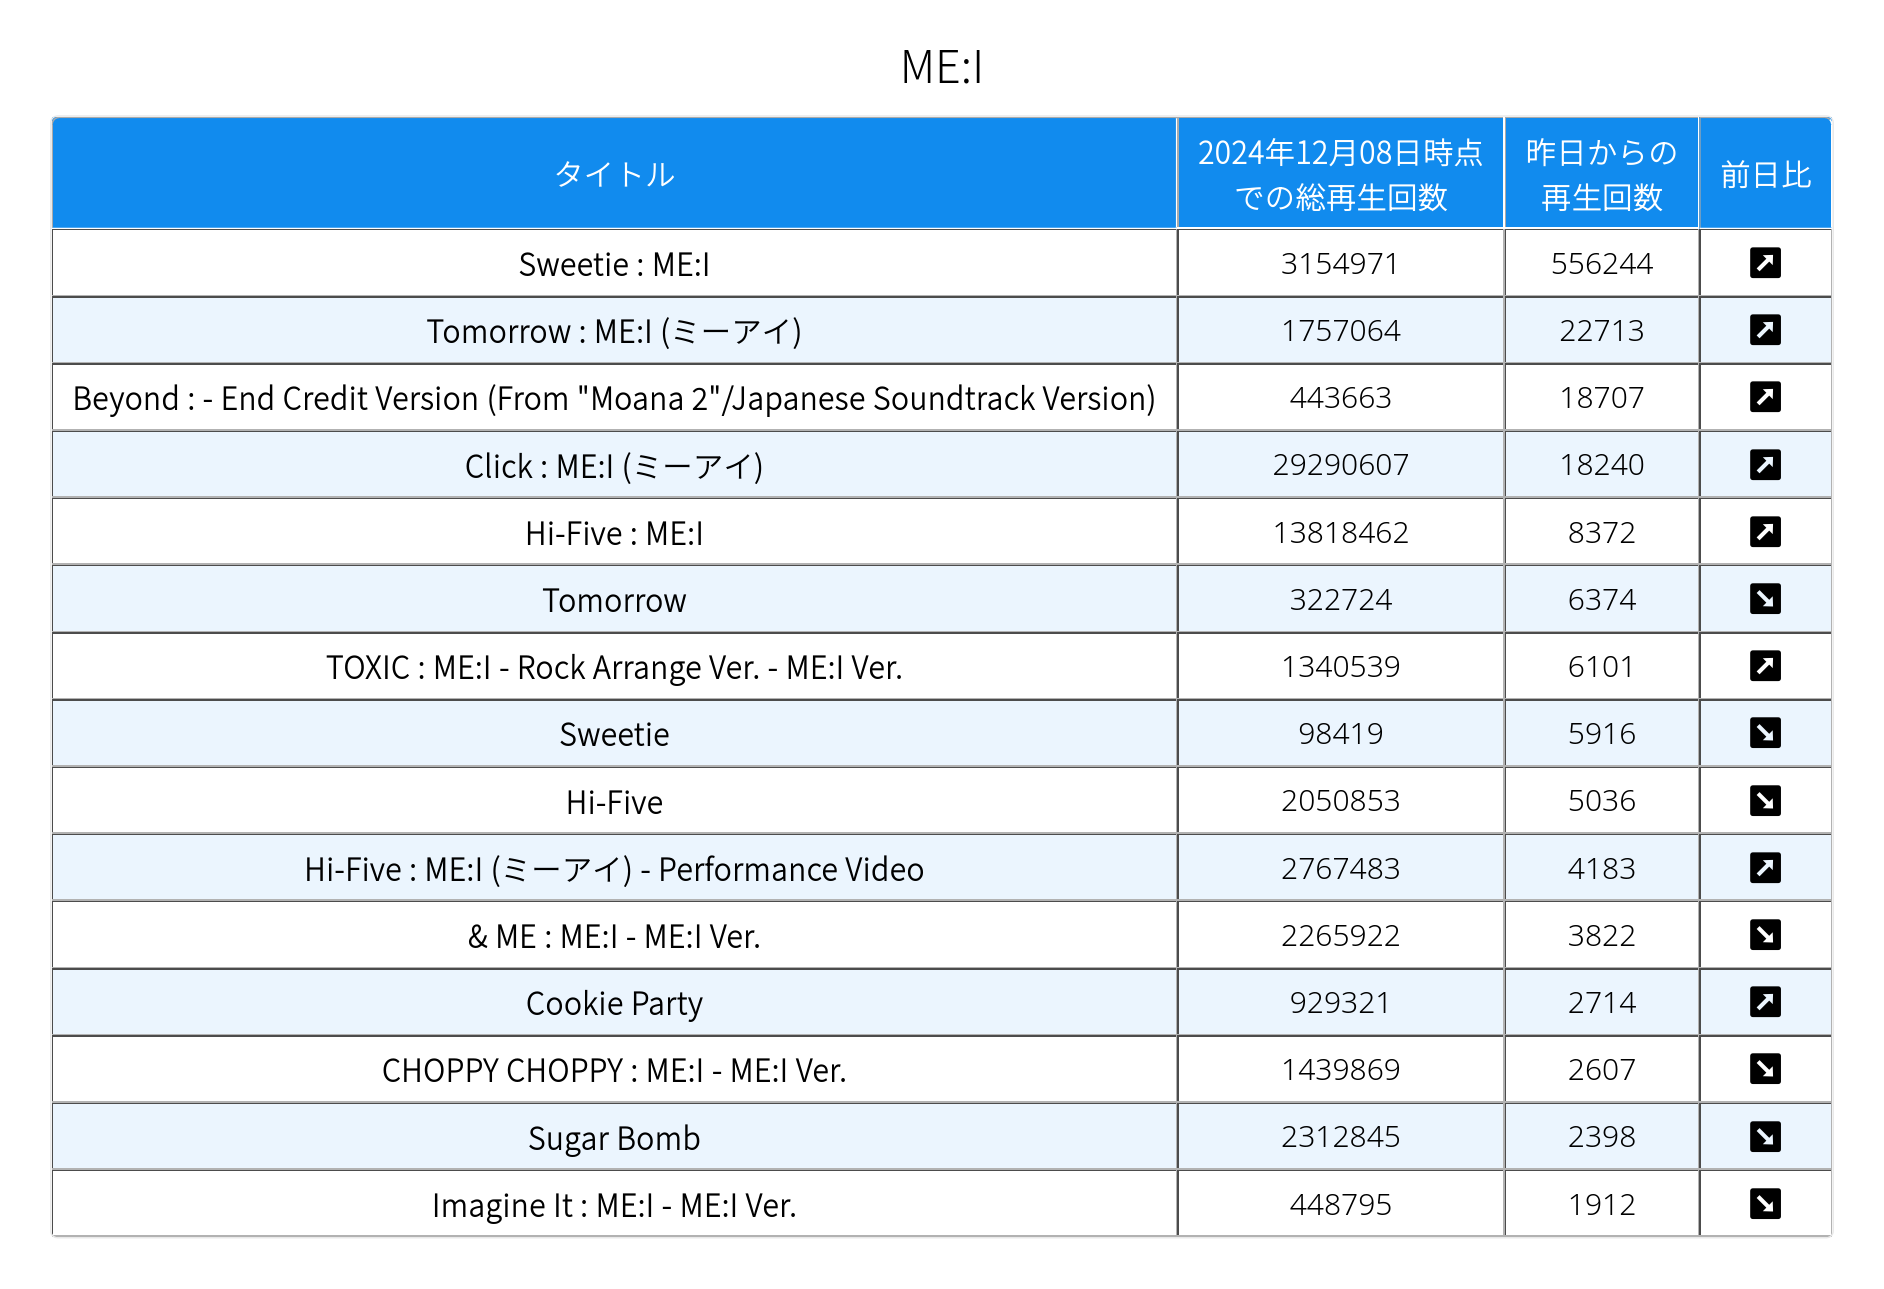 ME:I
タイトル
2024年12月08日時点
での総再生回数
昨日からの
再生回数
前日比
Sweetie : ME:I 3154971 556244
Tomorrow : ME:I (ミーアイ) 1757064 22713
Beyond : - End Credit Version (From "Moana 2"/Japanese Soundtrack Version) 443663 18707
Click : ME:I (ミーアイ) 29290607 18240
Hi-Five : ME:I 13818462 8372
Tomorrow 322724 6374
TOXIC : ME:I - Rock Arrange Ver. - ME:I Ver. 1340539 6101
Sweetie 98419 5916
Hi-Five 2050853 5036
Hi-Five : ME:I (ミーアイ) - Performance Video 2767483 4183
& ME : ME:I - ME:I Ver. 2265922 3822
Cookie Party 929321 2714
CHOPPY CHOPPY : ME:I - ME:I Ver. 1439869 2607
Sugar Bomb 2312845 2398
Imagine It : ME:I - ME:I Ver. 448795 1912